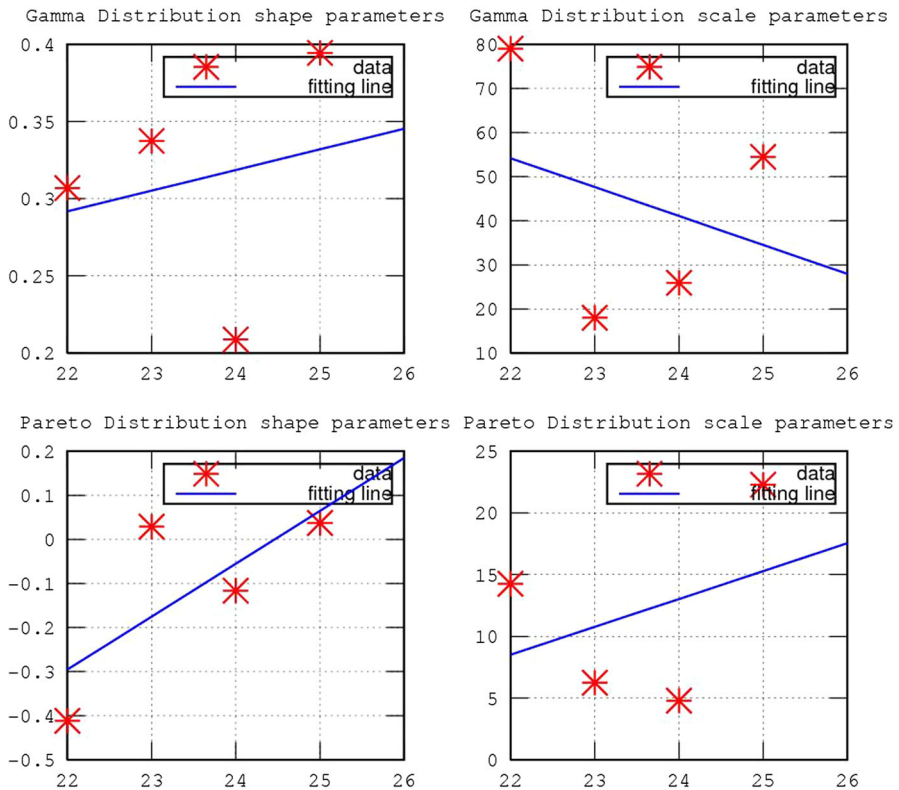 Gamma Distribution shape parameters
0.4
0.35
0.3
0.25
0.2
22 23 24 25 26
data
fitting line
Gamma Distribution scale parameters
80
70
60
50
40
30
20
10
22 23 24 25 26
data
fitting line
Pareto Distribution shape parameters
0.2
0.1
0
-0.1
-0.2
-0.3
-0.4
-0.5
22 23 24 25 26
data
fitting line
Pareto Distribution scale parameters
25
20
15
10
5
0
22 23 24 25 26
data
fitting line